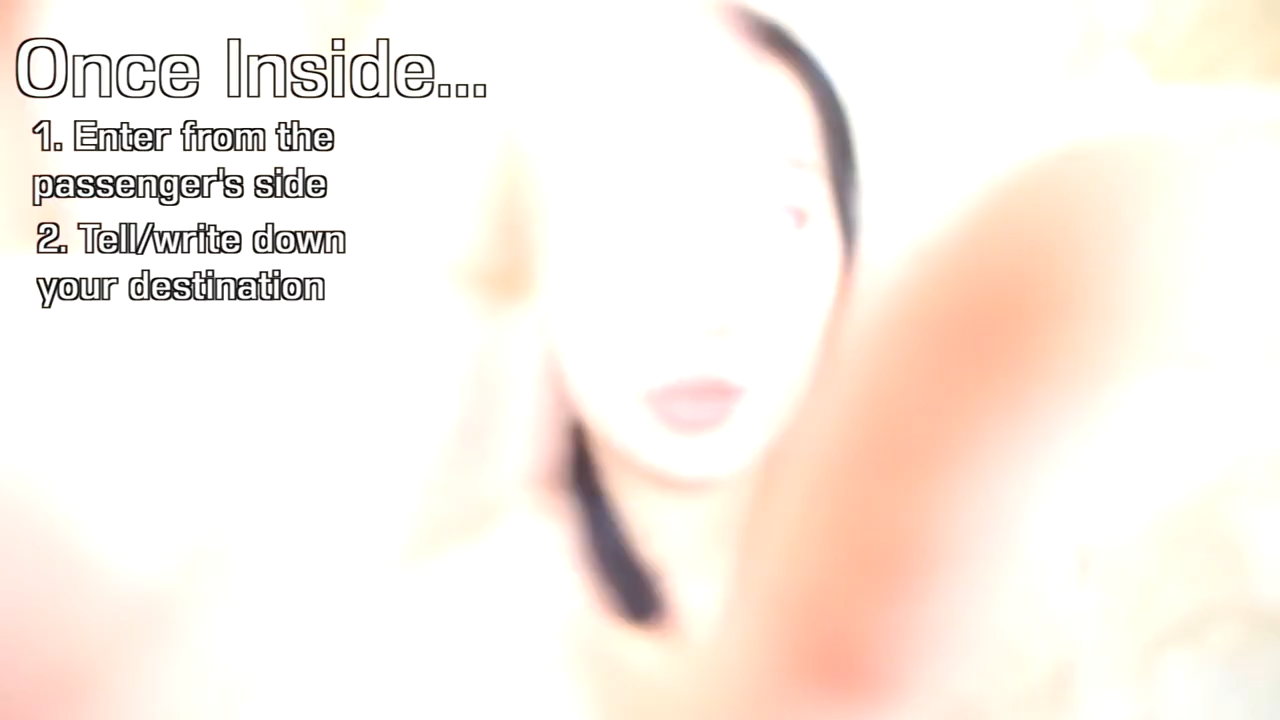 Once Inside...
1. Enter from the
passenger's side
2. Tell/write down
your destination